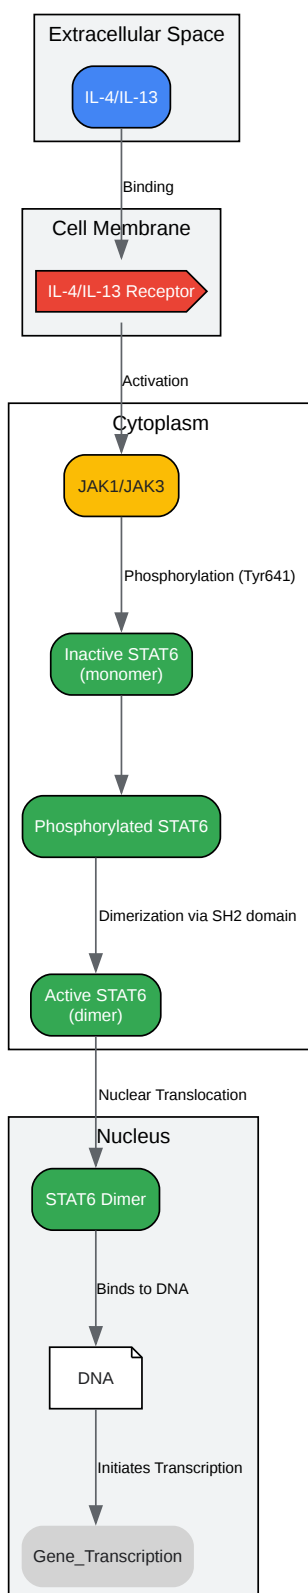 Extracellular Space
IL-4/IL-13
Binding
Cell Membrane
IL-4/IL-13 Receptor
Activation
Cytoplasm
JAK1/JAK3
Phosphorylation (Tyr641)
Inactive STAT6
(monomer)
Phosphorylated STAT6
Dimerization via SH2 domain
Active STAT6
(dimer)
Nuclear Translocation
Nucleus
STAT6 Dimer
Binds to DNA
DNA
Initiates Transcription
Gene_Transcription